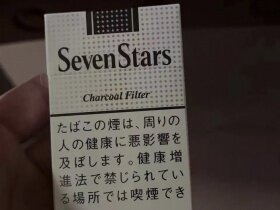 SevenStars
Charcoal Filter
たばこの煙は、周りの
人の健康に悪影響を
及ぼします。健康増
進法で禁じられてい
る場所では喫煙でき